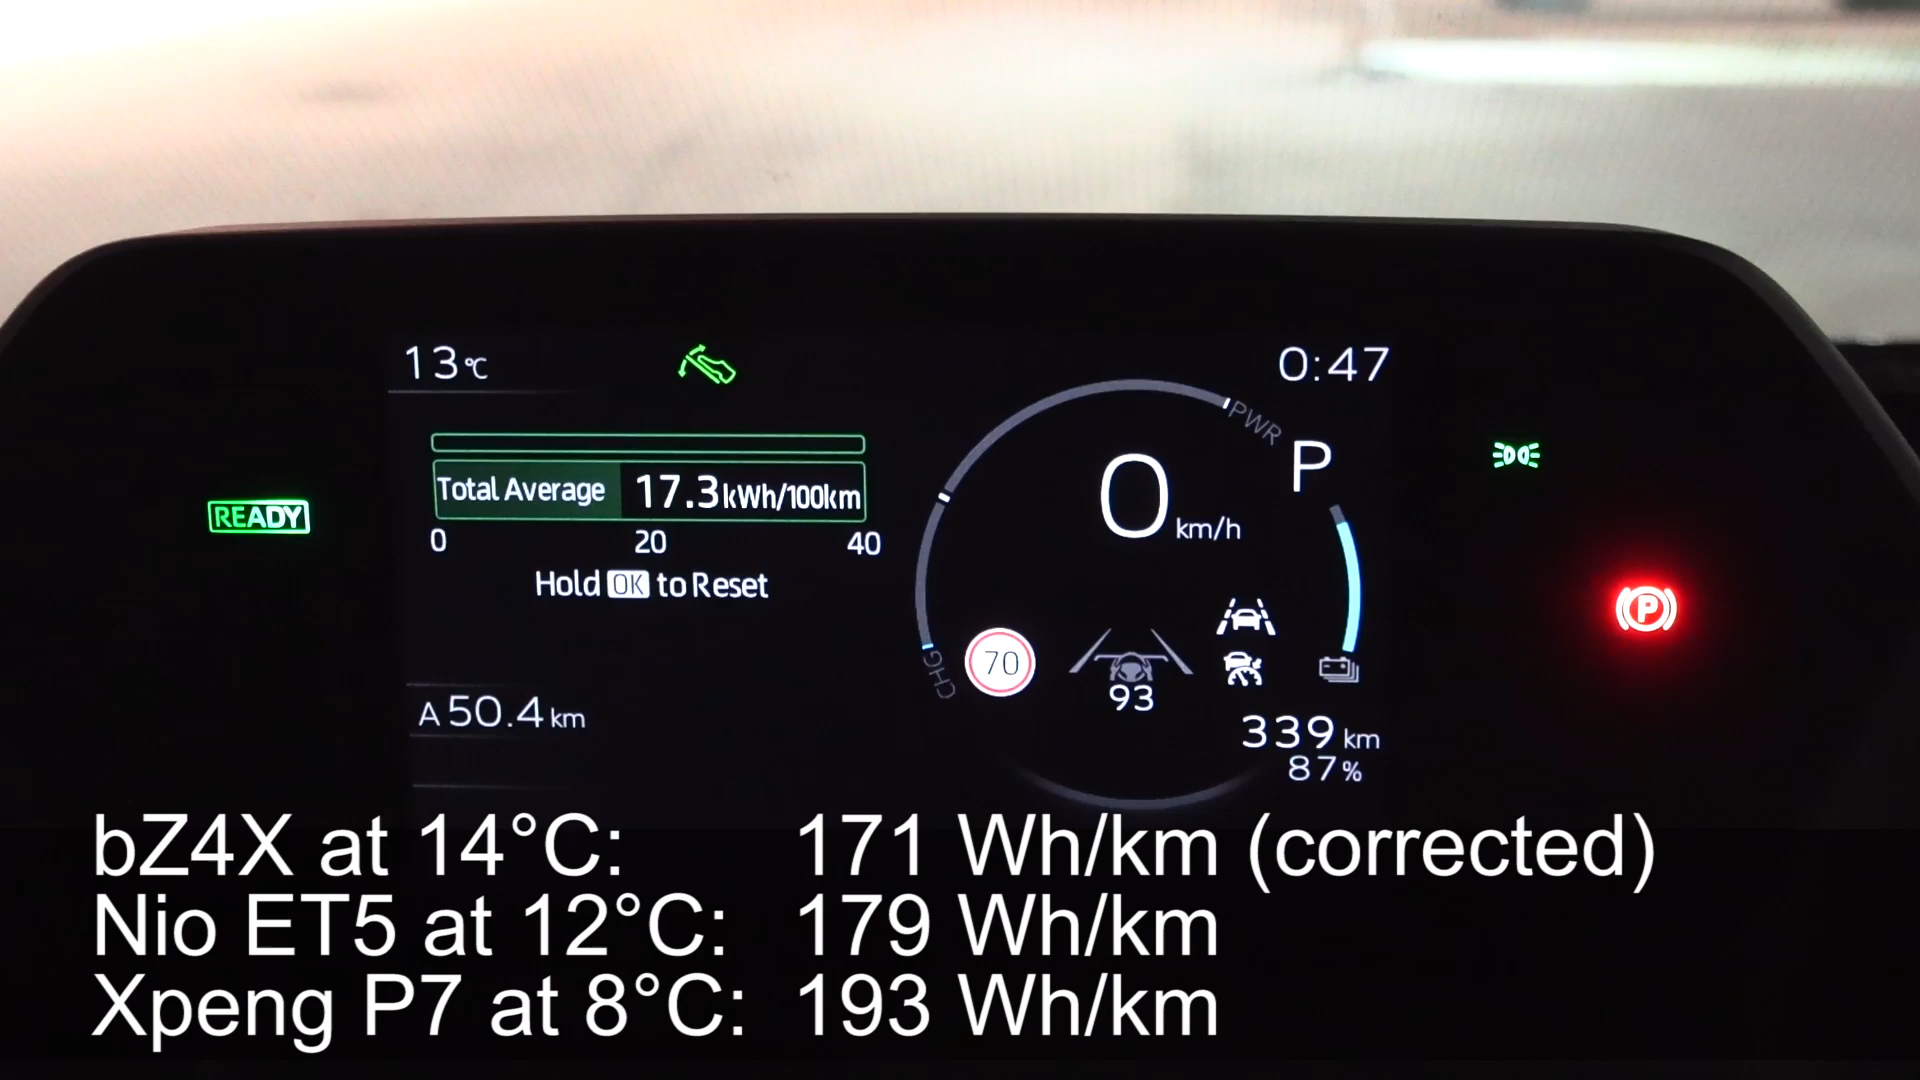 13°C
0:47
PWR
P
READY
Total Average 17.3 kWh/100km
0 20 40
Hold OK to Reset
0 km/h
CHG
70
93
P
A 50.4 km
339 km
87%
bZ4X at 14°C: 171 Wh/km (corrected)
Nio ET5 at 12°C: 179 Wh/km
Xpeng P7 at 8°C: 193 Wh/km